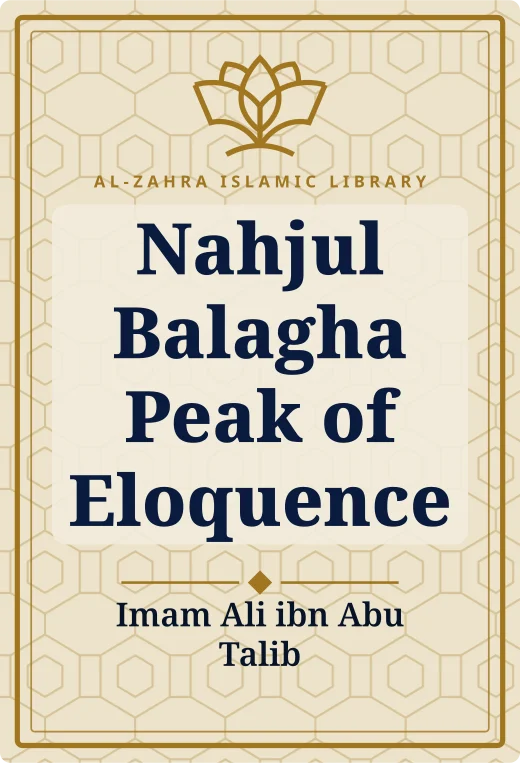 AL-ZAHRA ISLAMIC LIBRARY
Nahjul
Balagha
Peak of
Eloquence
Imam Ali ibn Abu
Talib